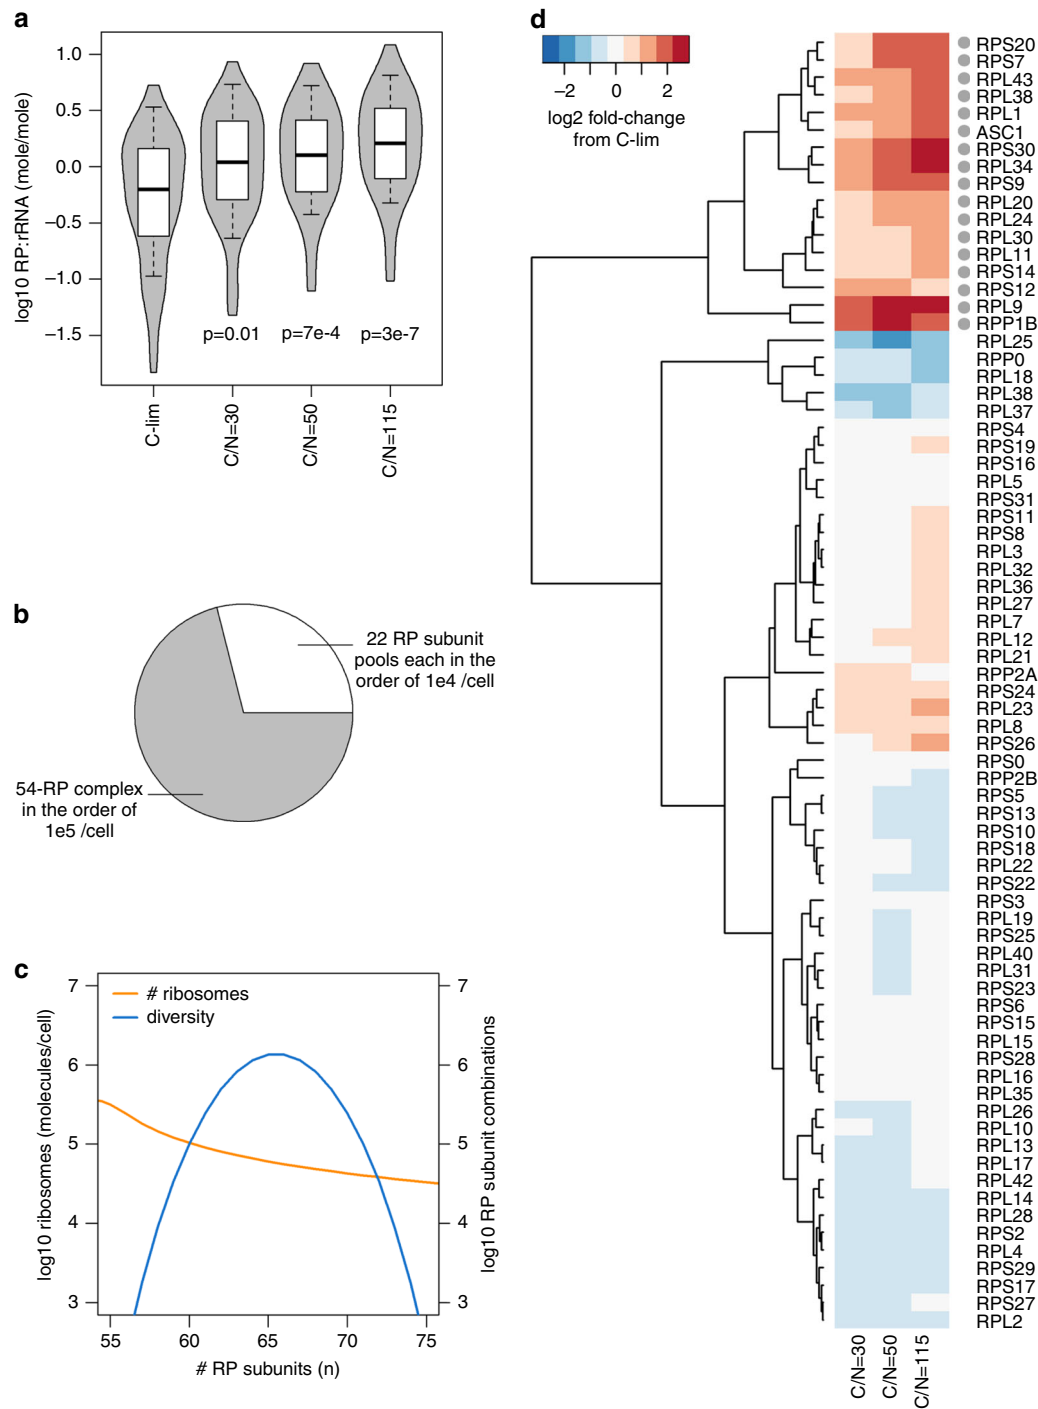 a
1.0
0.5
0.0
−0.5
−1.0
−1.5
log10 RP:rRNA (mole/mole)
p=0.01
p=7e-4
p=3e-7
C-lim
C/N=30
C/N=50
C/N=115
b
22 RP subunit
pools each in the
order of 1e4 /cell
54-RP complex
in the order of
1e5 /cell
c
# ribosomes
diversity
7
6
5
4
3
log10 ribosomes (molecules/cell)
7
6
5
4
3
log10 RP subunit combinations
55
60
65
70
75
# RP subunits (n)
d
−2
0
2
log2 fold-change
from C-lim
RPS20
RPS7
RPL43
RPL38
RPL1
ASC1
RPS30
RPL34
RPS9
RPL20
RPL24
RPL30
RPL11
RPS14
RPS12
RPL9
RPP1B
RPL25
RPP0
RPL18
RPL38
RPL37
RPS4
RPS19
RPS16
RPL5
RPS31
RPS11
RPS8
RPL3
RPL32
RPL36
RPL27
RPL7
RPL12
RPL21
RPP2A
RPS24
RPL23
RPL8
RPS26
RPS0
RPP2B
RPS5
RPS13
RPS10
RPS18
RPL22
RPS22
RPS3
RPL19
RPS25
RPL40
RPL31
RPS23
RPS6
RPS15
RPL15
RPS28
RPL16
RPL35
RPL26
RPL10
RPL13
RPL17
RPL42
RPL14
RPL28
RPS2
RPL4
RPS29
RPS17
RPS27
RPL2
C/N=30
C/N=50
C/N=115